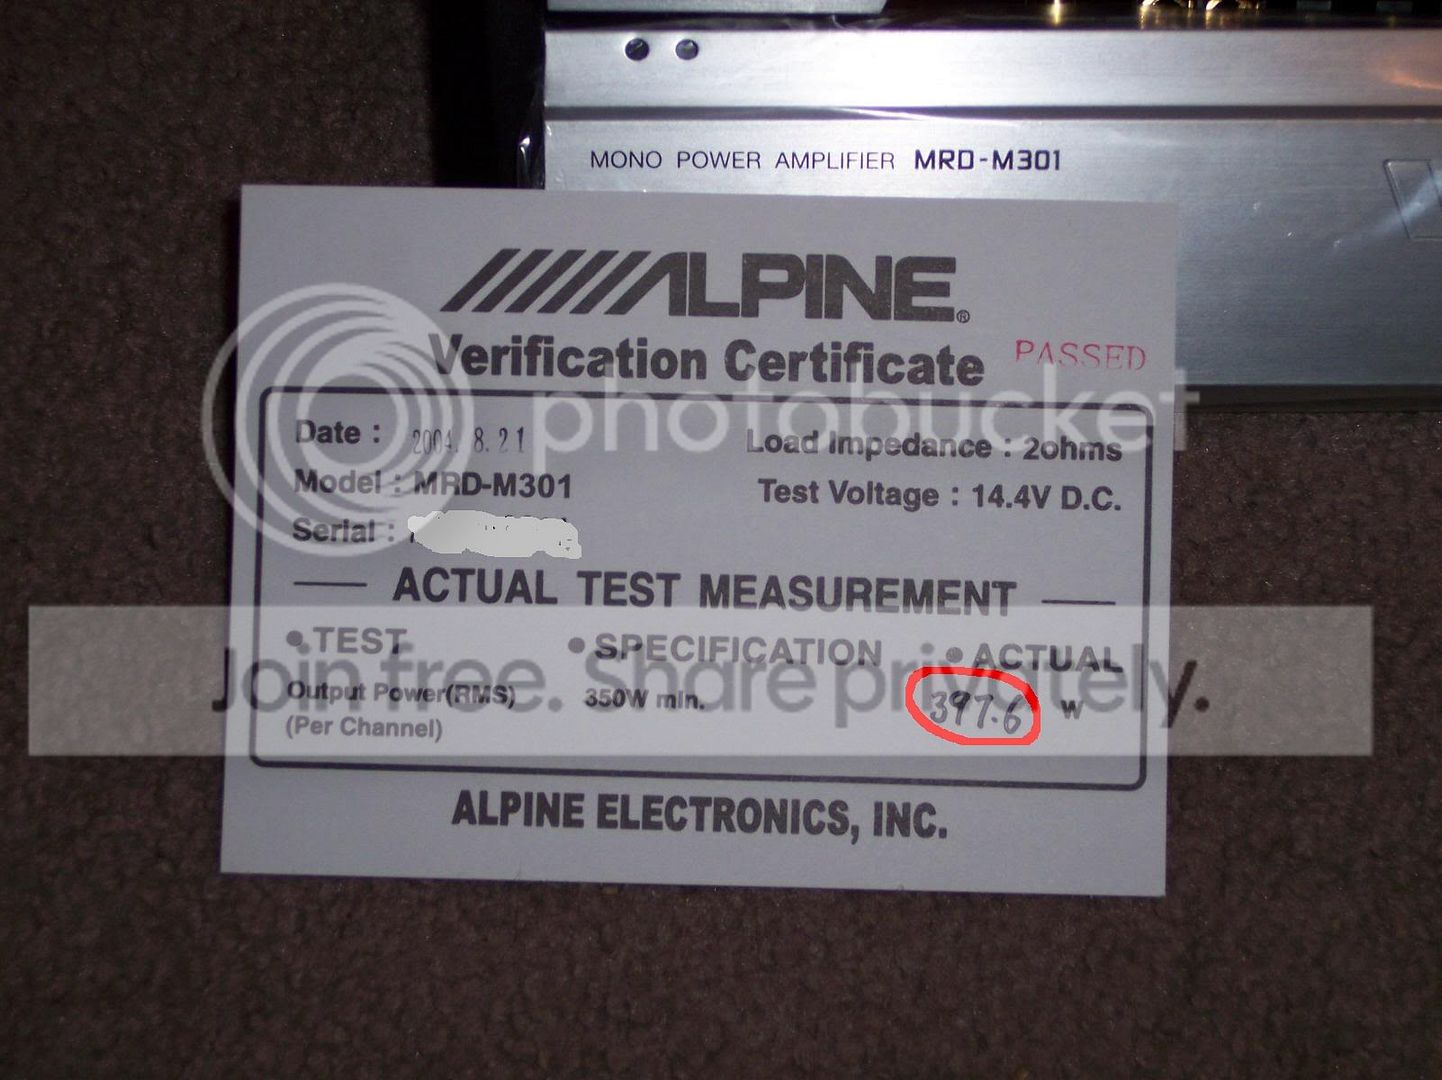 MONO POWER AMPLIFIER MRD-M301
ALPINE®
Verification Certificate
PASSED
photobucket
Date : 2004. 8. 21
Load Impedance : 2ohms
Model : MRD-M301
Test Voltage : 14.4V D.C.
Serial :
ACTUAL TEST MEASUREMENT
• TEST • SPECIFICATION • ACTUAL
Join free. Share privately.
Output Power(RMS) 350W min. 397.6 W
(Per Channel)
ALPINE ELECTRONICS, INC.